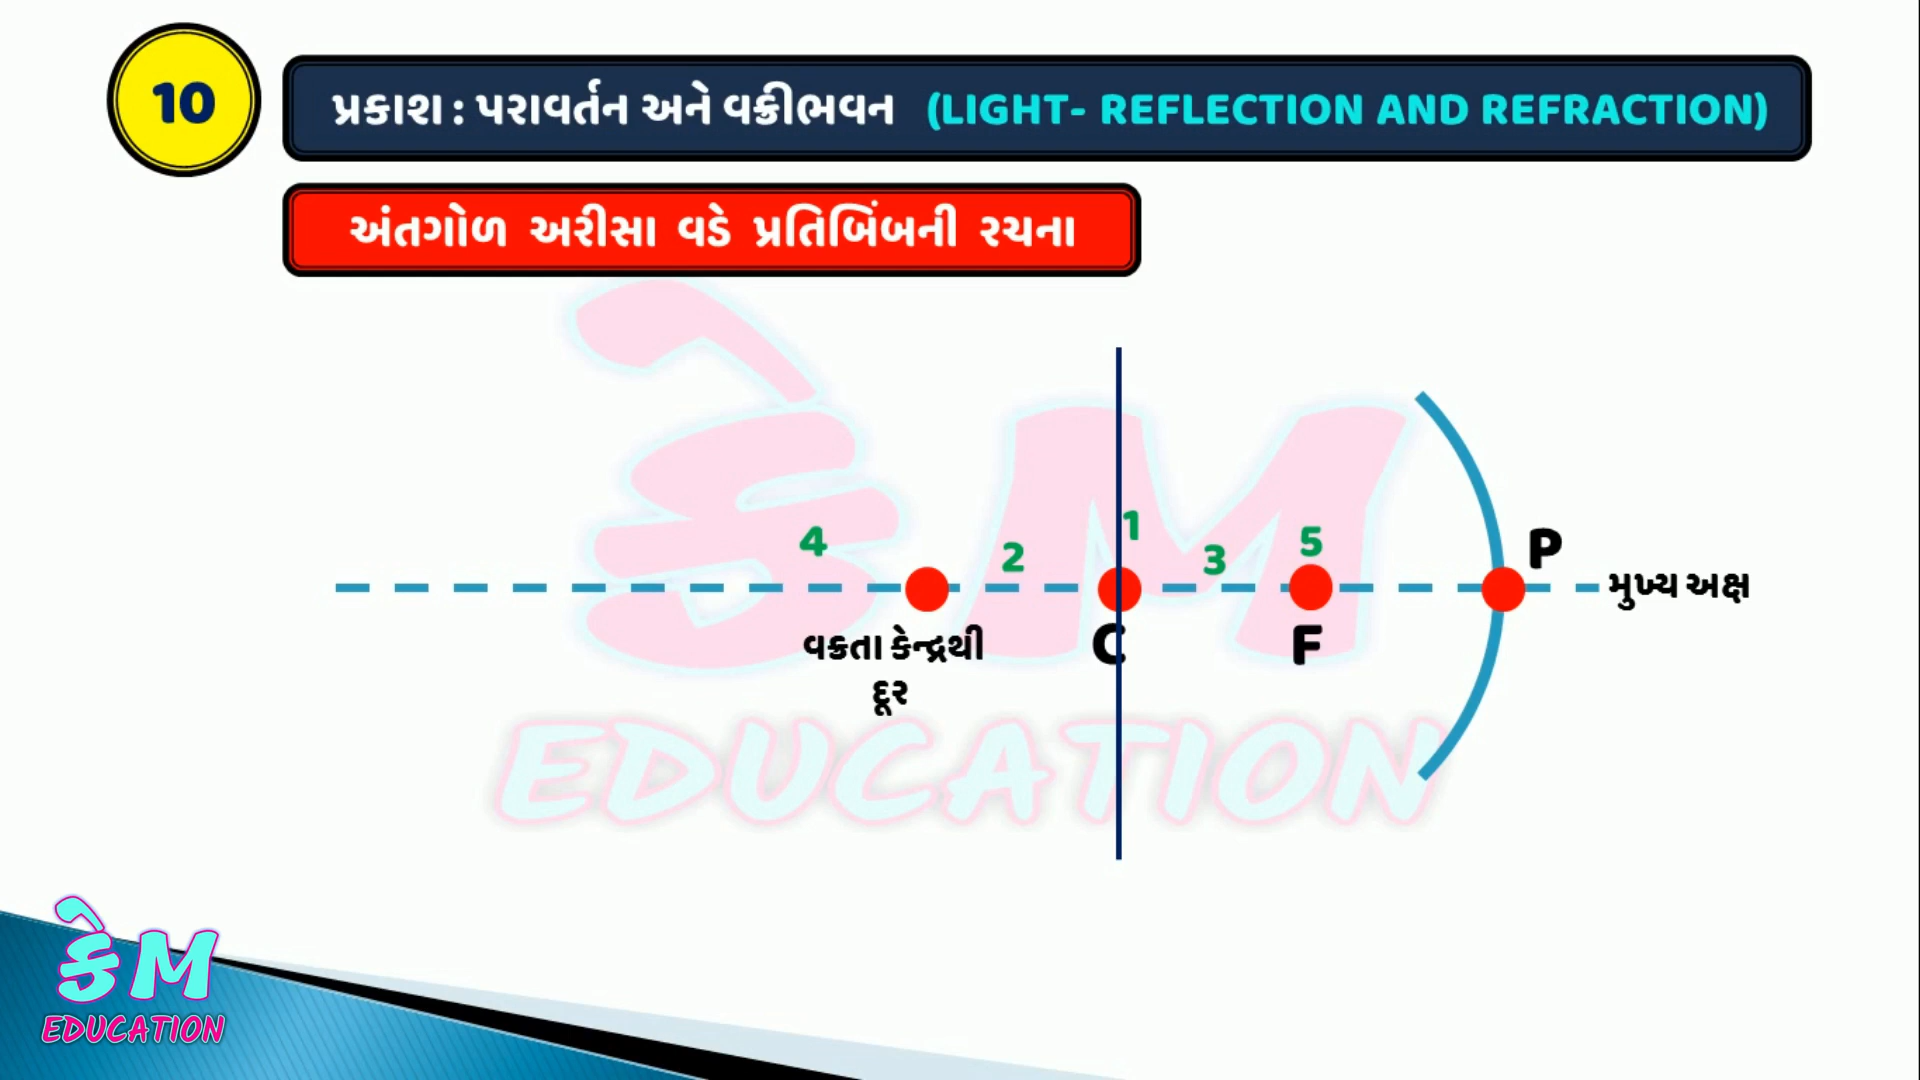 10
પ્રકાશ : પરાવર્તન અને વક્રીભવન (LIGHT- REFLECTION AND REFRACTION)
અંતગોળ અરીસા વડે પ્રતિબિંબની રચના
કેM
EDUCATION
4
2
1
3
5
P
મુખ્ય અક્ષ
વક્રતા કેન્દ્રથી
દૂર
C
F
કેM
EDUCATION